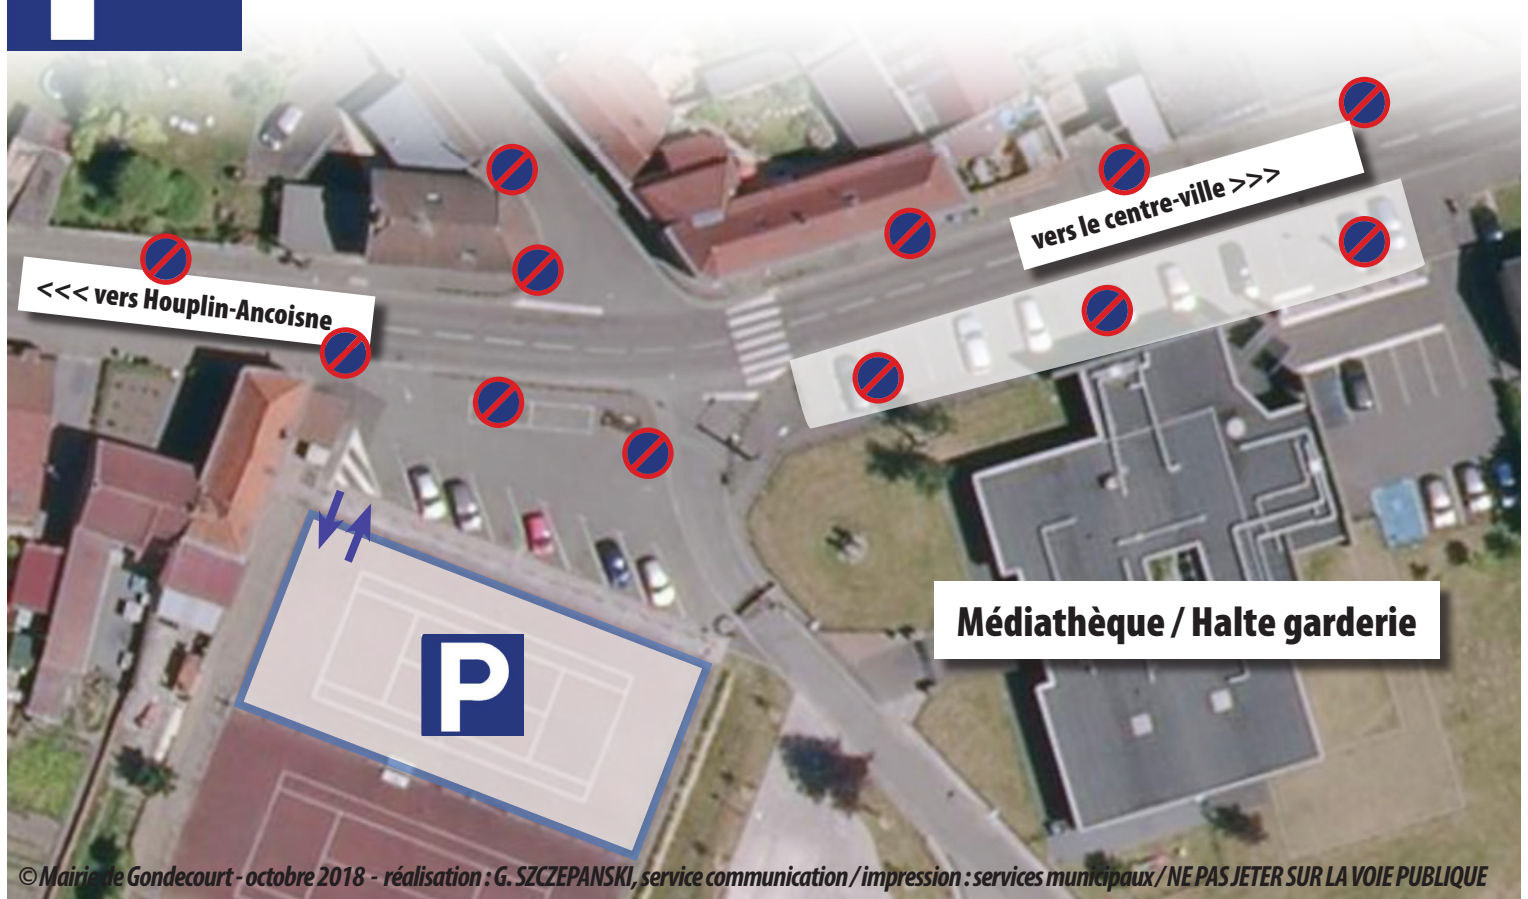 vers le centre-ville >>>
<<< vers Houplin-Ancoisne
Médiathèque / Halte garderie
P
© Mairie de Gondecourt - octobre 2018 - réalisation : G. SZCZEPANSKI, service communication / impression : services municipaux / NE PAS JETER SUR LA VOIE PUBLIQUE